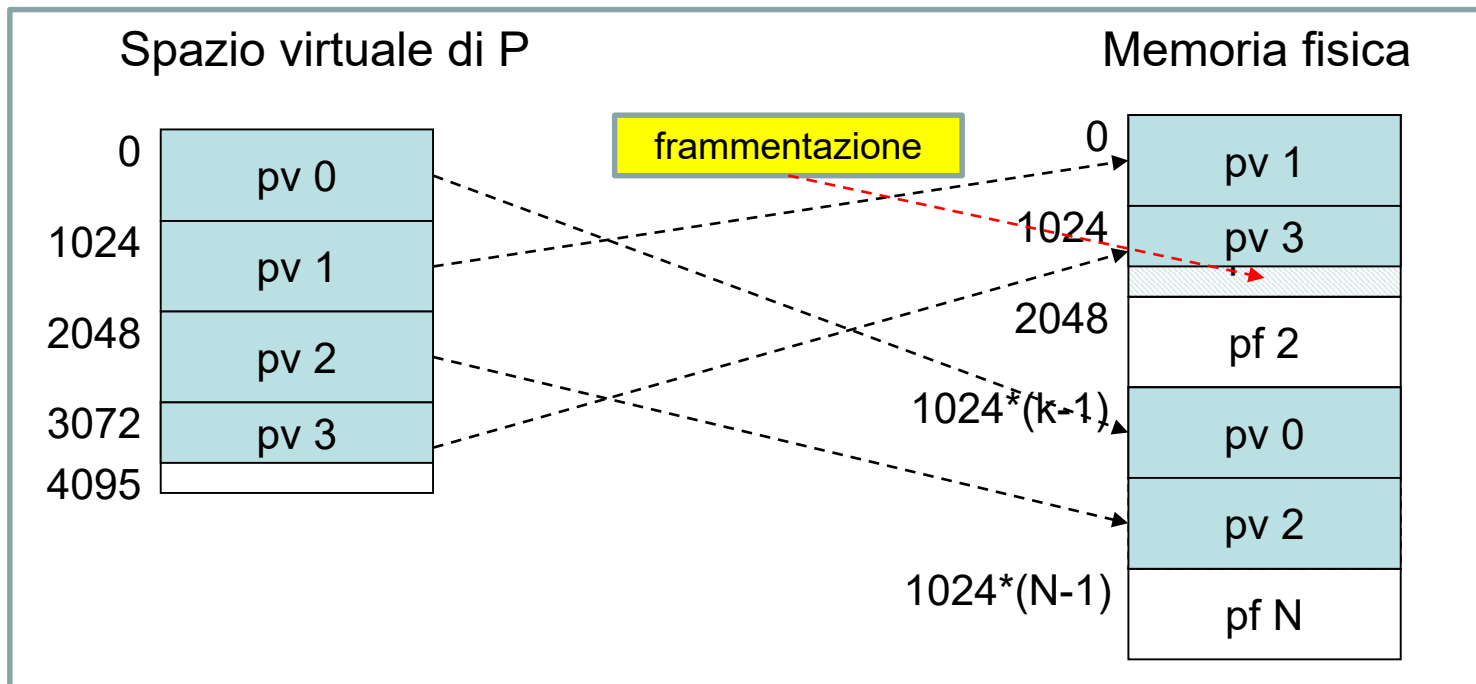 Spazio virtuale di P
Memoria fisica
frammentazione
0
pv 0
1024
pv 1
2048
pv 2
3072
pv 3
4095
0
pv 1
1024
pv 3
2048
pf 2
1024*(k-1)
pv 0
pv 2
1024*(N-1)
pf N